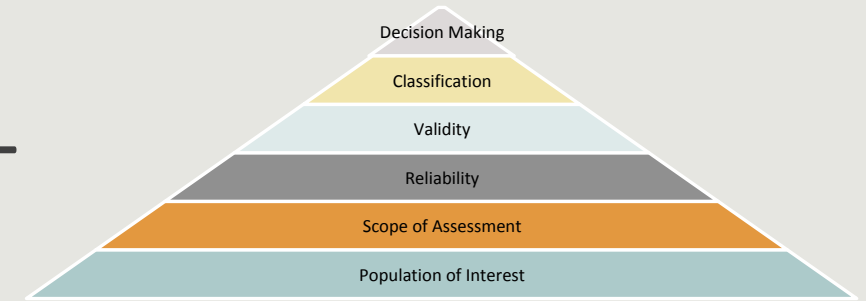 Decision Making
Classification
Validity
Reliability
Scope of Assessment
Population of Interest